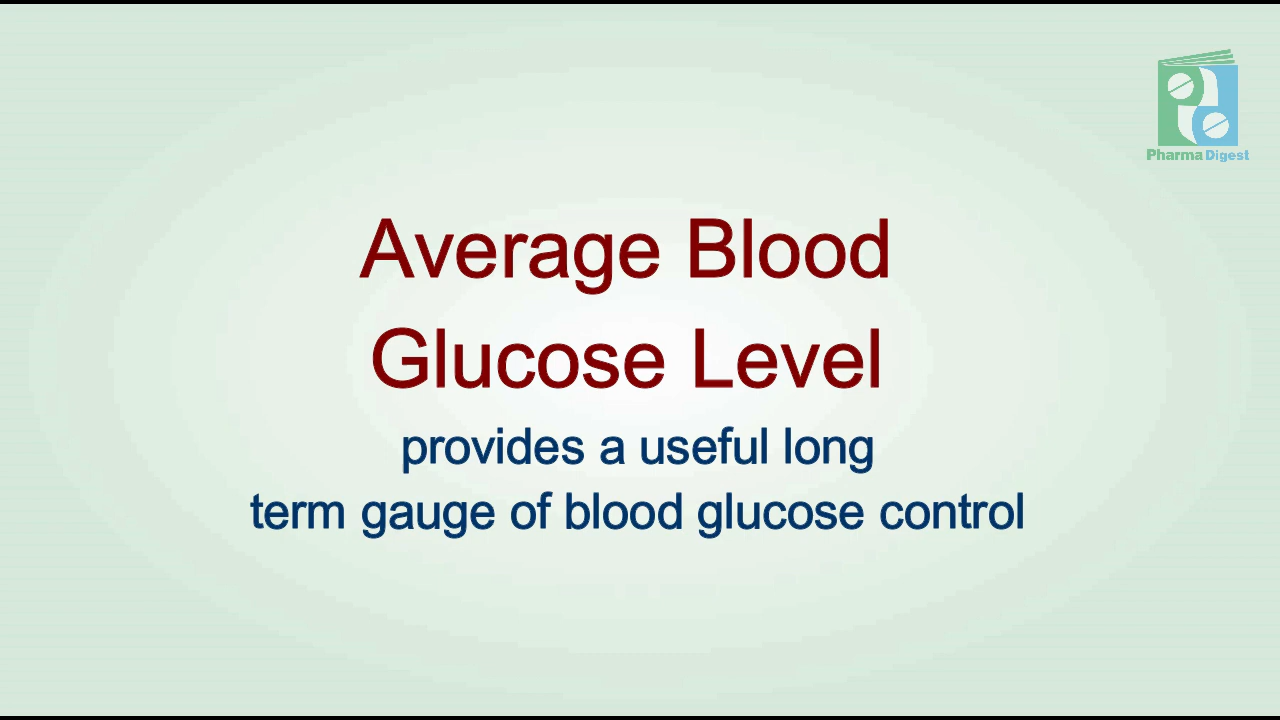 Pharma Digest
Average Blood
Glucose Level
provides a useful long
term gauge of blood glucose control